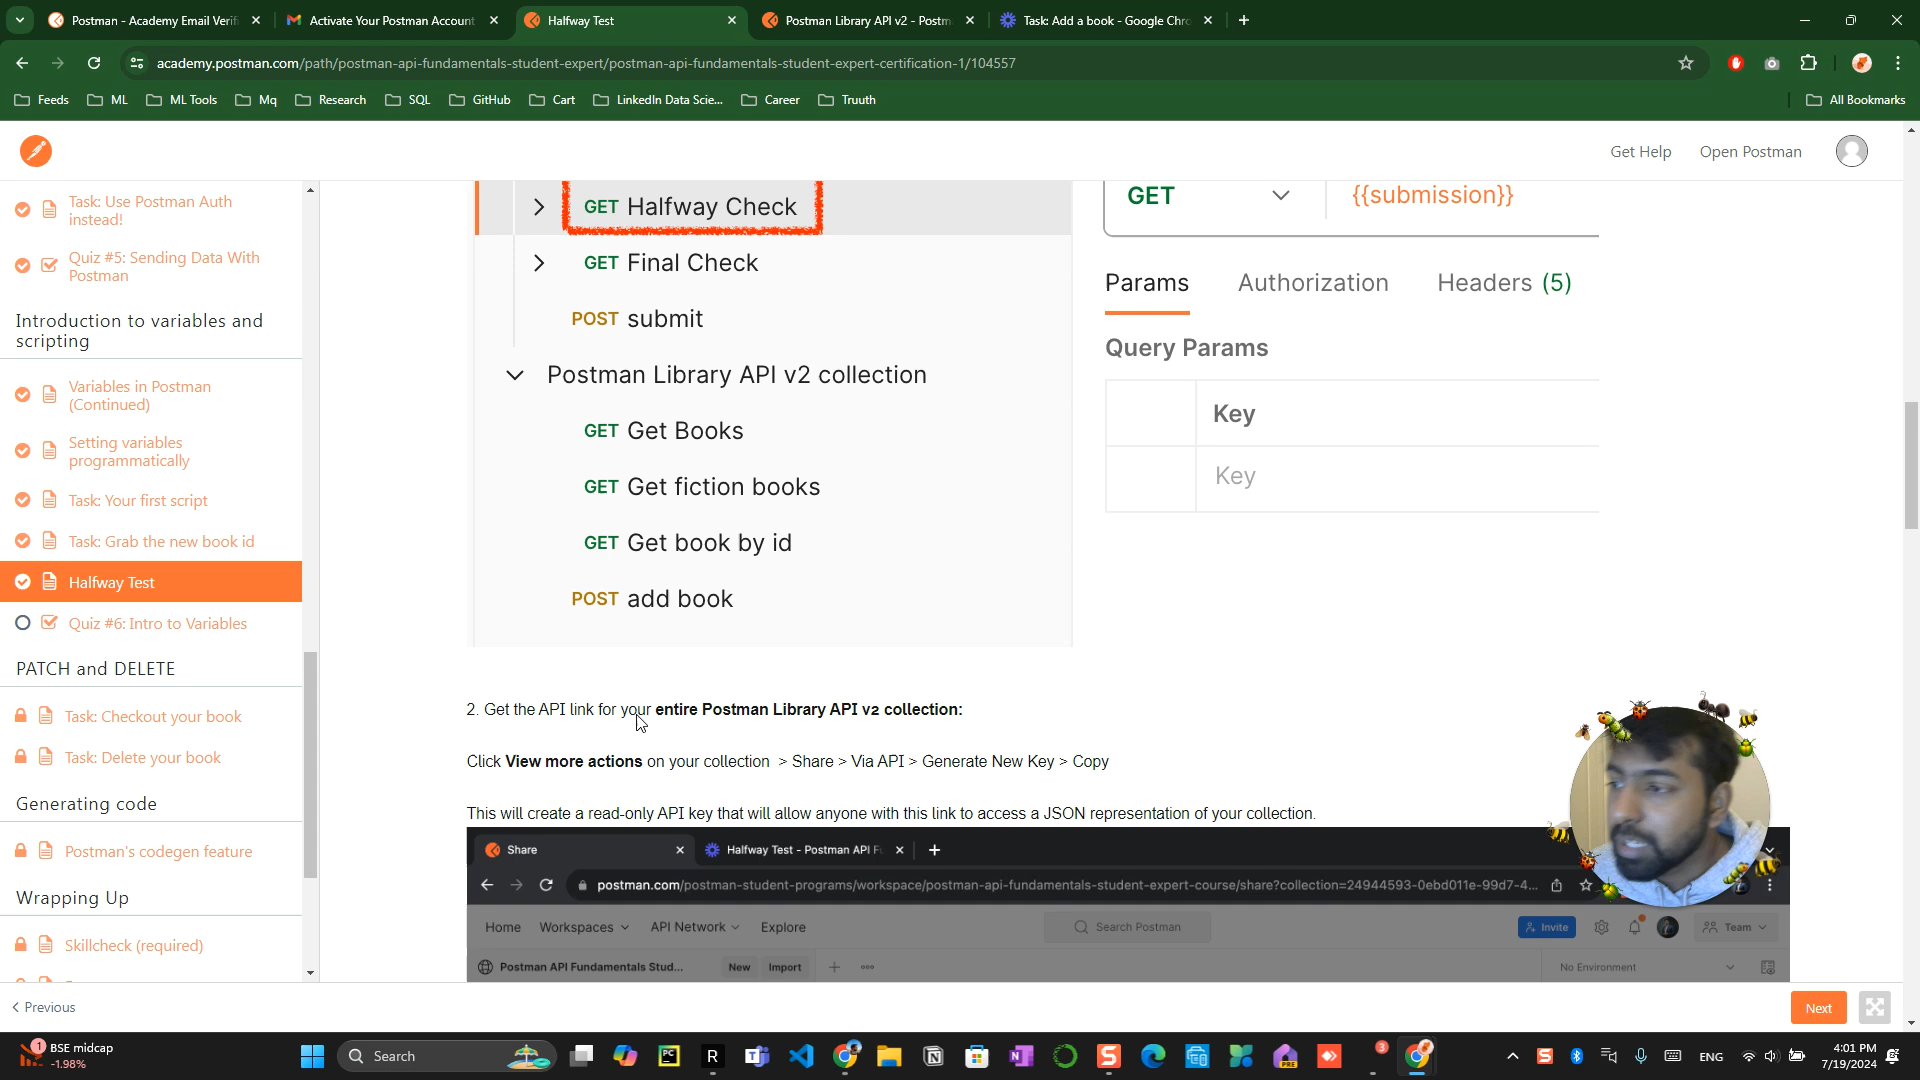 Postman - Academy Email Verifi
Activate Your Postman Account
Halfway Test
Postman Library API v2 - Postm
Task: Add a book - Google Chro
academy.postman.com/path/postman-api-fundamentals-student-expert/postman-api-fundamentals-student-expert-certification-1/104557
Feeds
ML
ML Tools
Mq
Research
SQL
GitHub
Cart
LinkedIn Data Scie...
Career
Truuth
All Bookmarks
Get Help
Open Postman
Task: Use Postman Auth
instead!
Quiz #5: Sending Data With
Postman
Introduction to variables and
scripting
Variables in Postman
(Continued)
Setting variables
programmatically
Task: Your first script
Task: Grab the new book id
Halfway Test
Quiz #6: Intro to Variables
PATCH and DELETE
Task: Checkout your book
Task: Delete your book
Generating code
Postman's codegen feature
Wrapping Up
Skillcheck (required)
GET Halfway Check
GET Final Check
POST submit
Postman Library API v2 collection
GET Get Books
GET Get fiction books
GET Get book by id
POST add book
GET
{{submission}}
Params
Authorization
Headers (5)
Query Params
Key
Key
2. Get the API link for your entire Postman Library API v2 collection:
Click View more actions on your collection > Share > Via API > Generate New Key > Copy
This will create a read-only API key that will allow anyone with this link to access a JSON representation of your collection.
Share
Halfway Test - Postman API F
postman.com/postman-student-programs/workspace/postman-api-fundamentals-student-expert-course/share?collection=24944593-0ebd011e-99d7-4...
Home
Workspaces
API Network
Explore
Search Postman
Invite
Team
Postman API Fundamentals Stud...
New
Import
No Environment
Previous
Next
1
BSE midcap
-1.98%
Search
PC
R
PRE
3
ENG
4:01 PM
7/19/2024